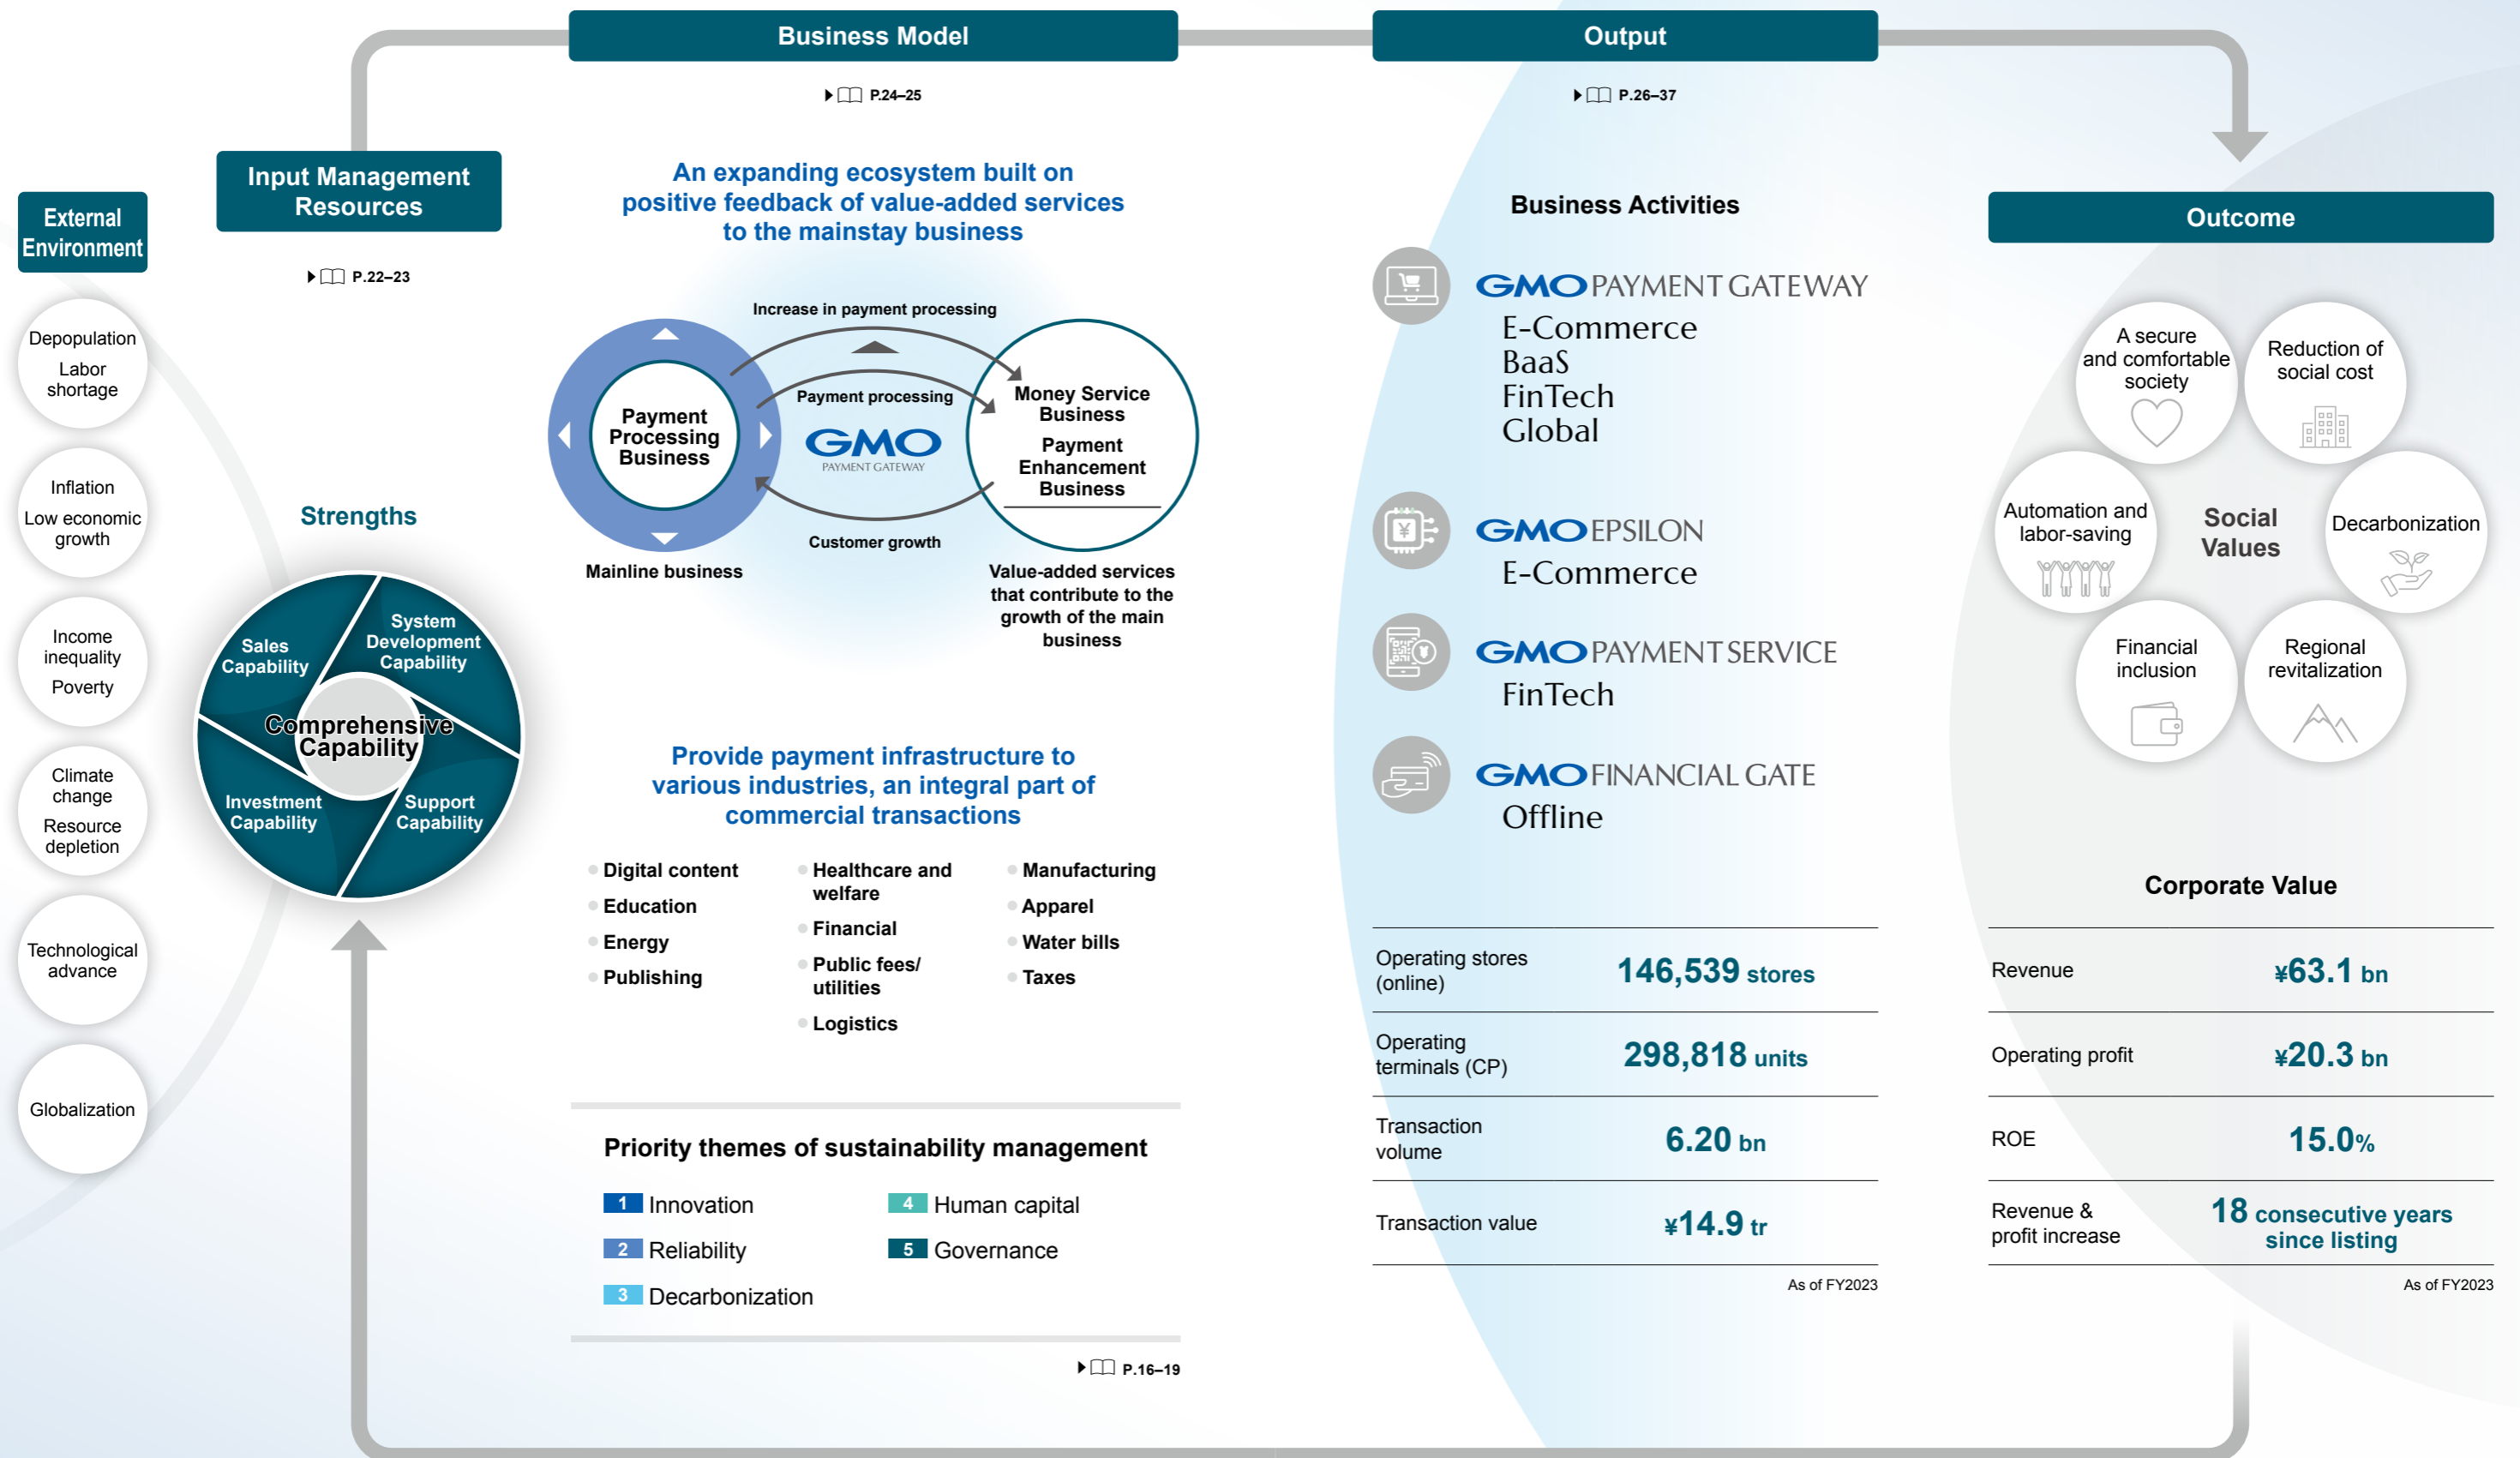 External
Environment
Depopulation
Labor
shortage
Inflation
Low economic
growth
Income
inequality
Poverty
Climate
change
Resource
depletion
Technological
advance
Globalization
Input Management
Resources
P.22–23
Strengths
Sales
Capability
System
Development
Capability
Comprehensive
Capability
Investment
Capability
Support
Capability
Business Model
P.24–25
An expanding ecosystem built on
positive feedback of value-added services
to the mainstay business
Increase in payment processing
Payment processing
Payment
Processing
Business
GMO
PAYMENT GATEWAY
Money Service
Business
Payment
Enhancement
Business
Customer growth
Mainline business
Value-added services
that contribute to the
growth of the main
business
Provide payment infrastructure to
various industries, an integral part of
commercial transactions
Digital content
Education
Energy
Publishing
Healthcare and
welfare
Financial
Public fees/
utilities
Logistics
Manufacturing
Apparel
Water bills
Taxes
Priority themes of sustainability management
1 Innovation
2 Reliability
3 Decarbonization
4 Human capital
5 Governance
P.16–19
Output
P.26–37
Business Activities
GMO PAYMENT GATEWAY
E-Commerce
BaaS
FinTech
Global
¥
GMO EPSILON
E-Commerce
GMO PAYMENT SERVICE
FinTech
GMO FINANCIAL GATE
Offline
Operating stores
(online)
146,539 stores
Operating
terminals (CP)
298,818 units
Transaction
volume
6.20 bn
Transaction value
¥14.9 tr
As of FY2023
Outcome
A secure
and comfortable
society
Reduction of
social cost
Automation and
labor-saving
Social
Values
Decarbonization
Financial
inclusion
Regional
revitalization
Corporate Value
Revenue
¥63.1 bn
Operating profit
¥20.3 bn
ROE
15.0%
Revenue &
profit increase
18 consecutive years
since listing
As of FY2023